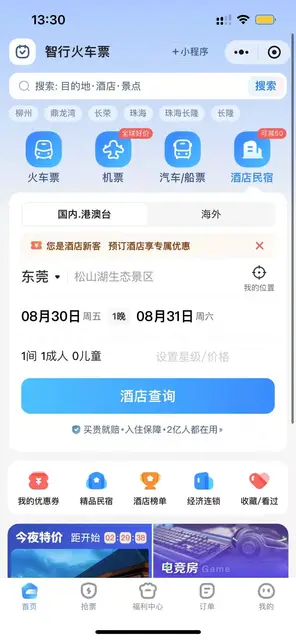 13:30
智行火车票
+小程序
搜索: 目的地·酒店·景点
搜索
柳州 鼎龙湾 长荣 珠海 珠海长隆 长隆
全球好价
可减50
火车票 机票 汽车/船票 酒店民宿
国内.港澳台 海外
您是酒店新客 预订酒店享专属优惠
东莞 松山湖生态景区
我的位置
08月30日 周五 1晚 08月31日 周六
1间 1成人 0儿童 设置星级/价格
酒店查询
买贵就赔·入住保障·2亿人都在用
我的优惠券 精品民宿 酒店榜单 经济连锁 收藏/看过
今夜特价 距开始 02:29:38
电竞房 Game
首页 抢票 福利中心 订单 我的